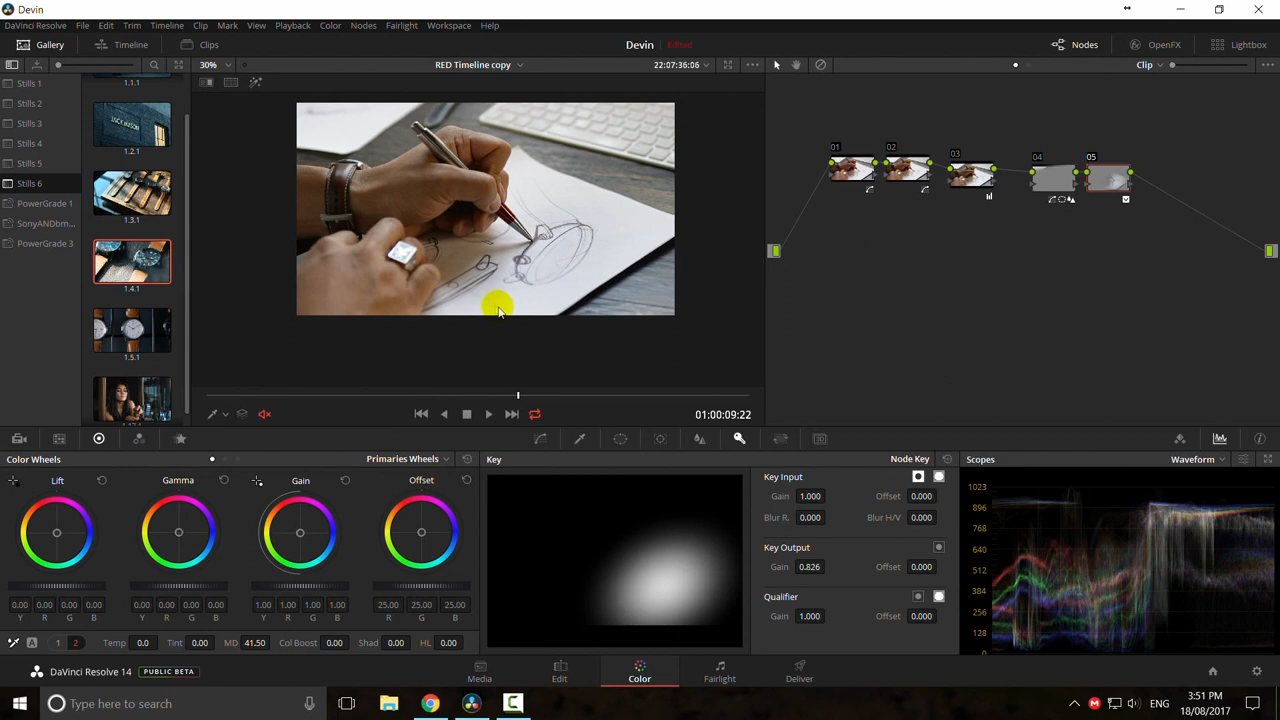 Devin
DaVinci Resolve File Edit Trim Timeline Clip Mark View Playback Color Nodes Fairlight Workspace Help
Gallery Timeline Clips Devin Edited Nodes OpenFX Lightbox
30% RED Timeline copy 22:07:36:06 Clip
Stills 1
Stills 2
Stills 3
Stills 4
Stills 5
Stills 6
PowerGrade 1
SonyANDbm...
PowerGrade 3
1.1.1
1.2.1
1.3.1
1.4.1
1.5.1
01 02 03 04 05
01:00:09:22
Color Wheels Primaries Wheels Key Node Key Scopes Waveform
Lift Gamma Gain Offset
0.00 0.00 0.00 0.00 0.00 0.00 0.00 0.00 1.00 1.00 1.00 1.00 25.00 25.00 25.00
Y R G B Y R G B Y R G B R G B
A 1 2 Temp 0.0 Tint 0.00 MD 41.50 Col Boost 0.00 Shad 0.00 HL 0.00
Key Input
Gain 1.000 Offset 0.000
Blur R. 0.000 Blur H/V 0.000
Key Output
Gain 0.826 Offset 0.000
Qualifier
Gain 1.000 Offset 0.000
1023
896
768
640
512
384
256
128
0
DaVinci Resolve 14 PUBLIC BETA Media Edit Color Fairlight Deliver
Type here to search
ENG
3:51 PM
18/08/2017